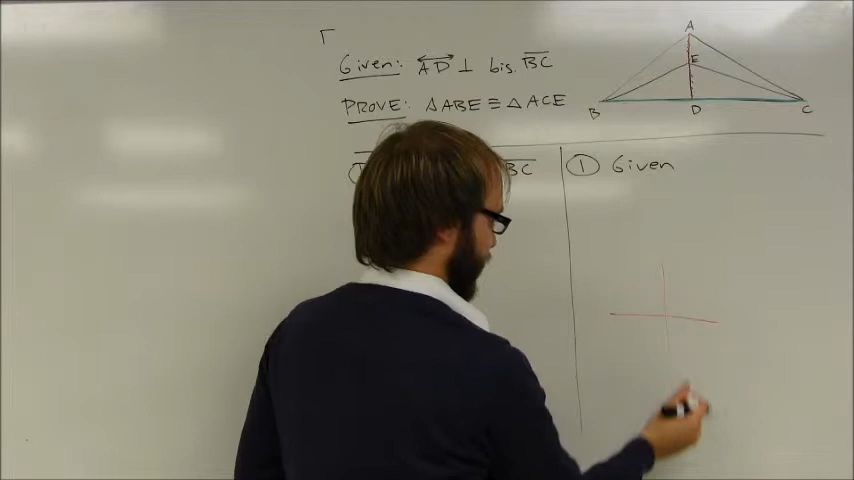 Given: AD ⊥ bis. BC
PROVE: △ABE ≅ △ACE
A
E
B D C
BC
① Given